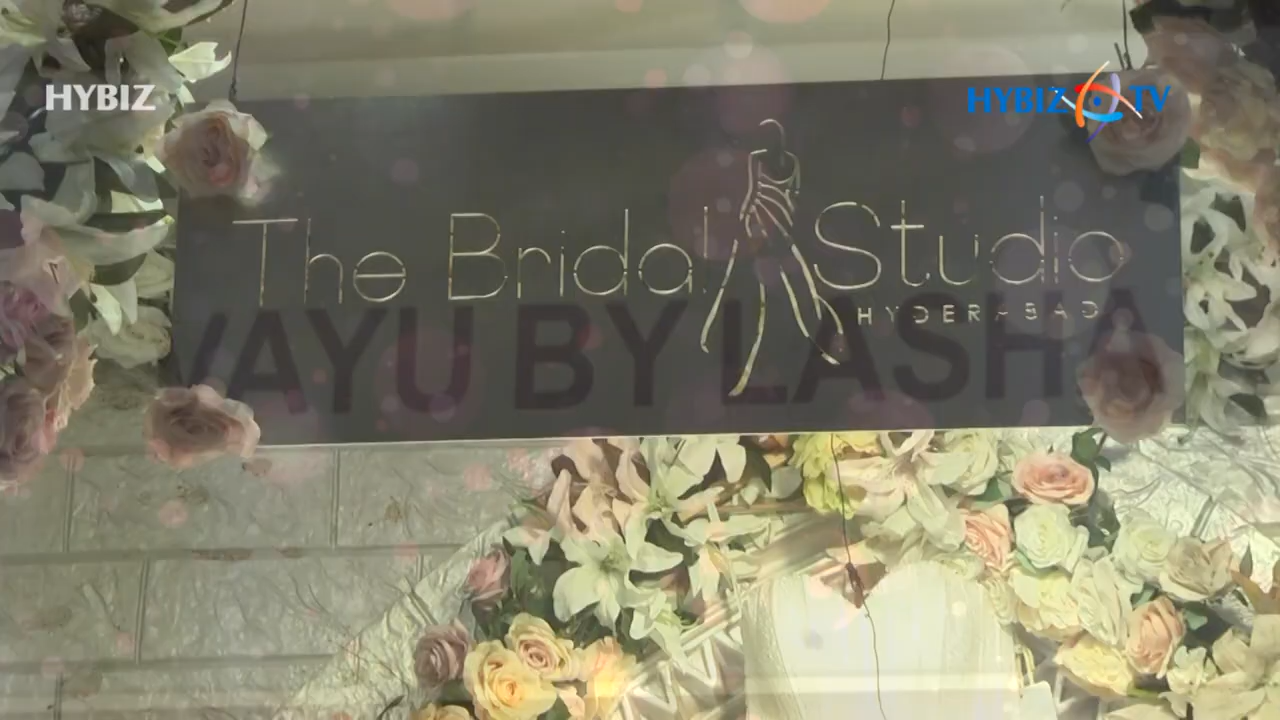 HYBIZ
HYBIZ TV
The Bridal Studio
HYDERABAD
VAYU BY LASHA